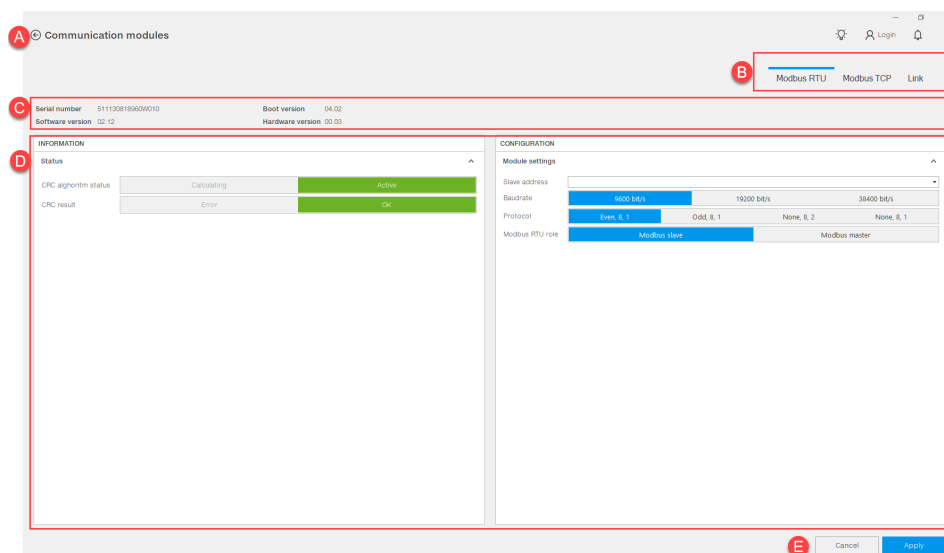 A
Communication modules
Login
B
Modbus RTU Modbus TCP Link
C
Serial number 511130818960W010 Boot version 04.02
Software version 02.12 Hardware version 00.03
D
INFORMATION
Status
CRC alghoritm status Calculating Active
CRC result Error OK
CONFIGURATION
Module settings
Slave address
Baudrate 9600 bit/s 19200 bit/s 38400 bit/s
Protocol Even, 8, 1 Odd, 8, 1 None, 8, 2 None, 8, 1
Modbus RTU role Modbus slave Modbus master
E
Cancel Apply